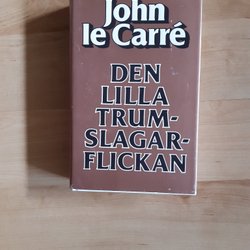 John
le Carré
DEN
LILLA
TRUM-
SLAGAR-
FLICKAN